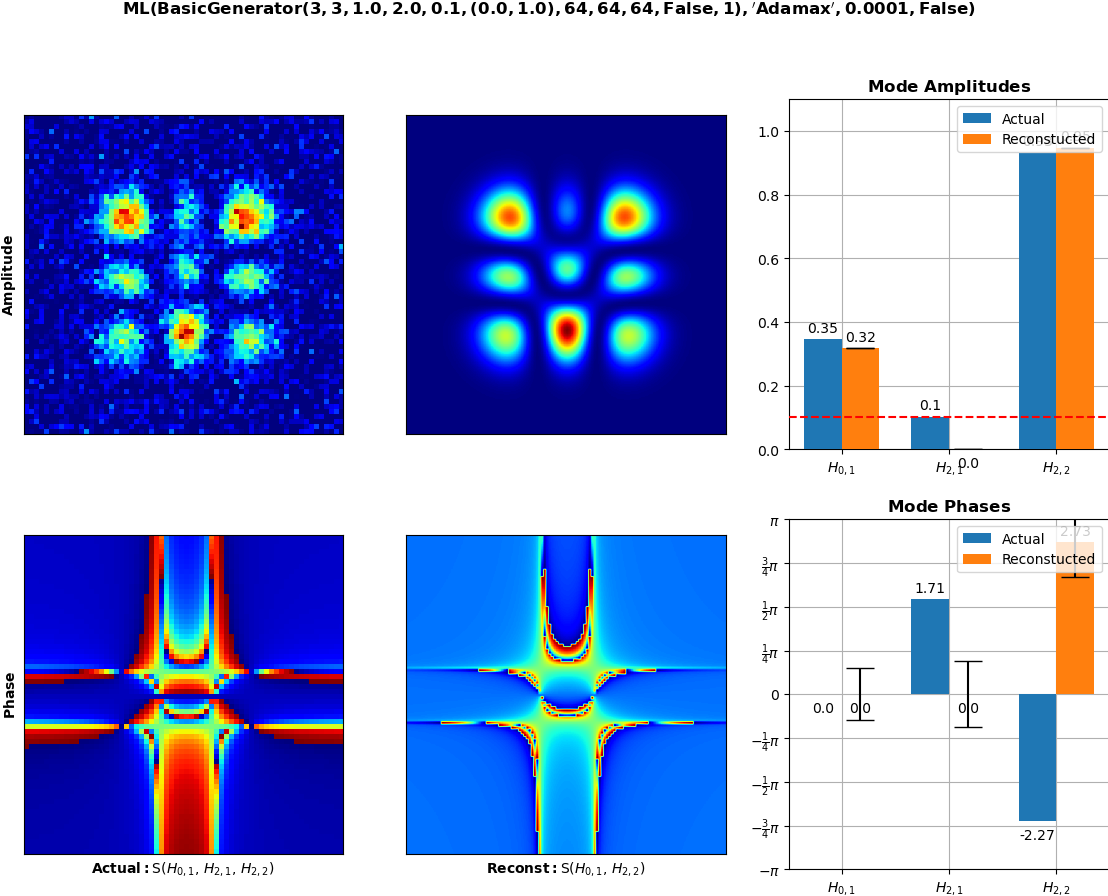 ML(BasicGenerator(3, 3, 1.0, 2.0, 0.1, (0.0, 1.0), 64, 64, 64, False, 1), ′Adamax′, 0.0001, False)
Amplitude
Mode Amplitudes
Actual
Reconstucted
1.0
0.8
0.6
0.4
0.2
0.0
0.35
0.32
0.1
0.0
H0,1
H2,1
H2,2
Phase
Actual: S(H0,1, H2,1, H2,2)
Reconst: S(H0,1, H2,2)
Mode Phases
Actual
Reconstucted
π
3/4π
1/2π
1/4π
0
−1/4π
−1/2π
−3/4π
−π
0.0
0.0
1.71
0.0
-2.27
2.73
H0,1
H2,1
H2,2